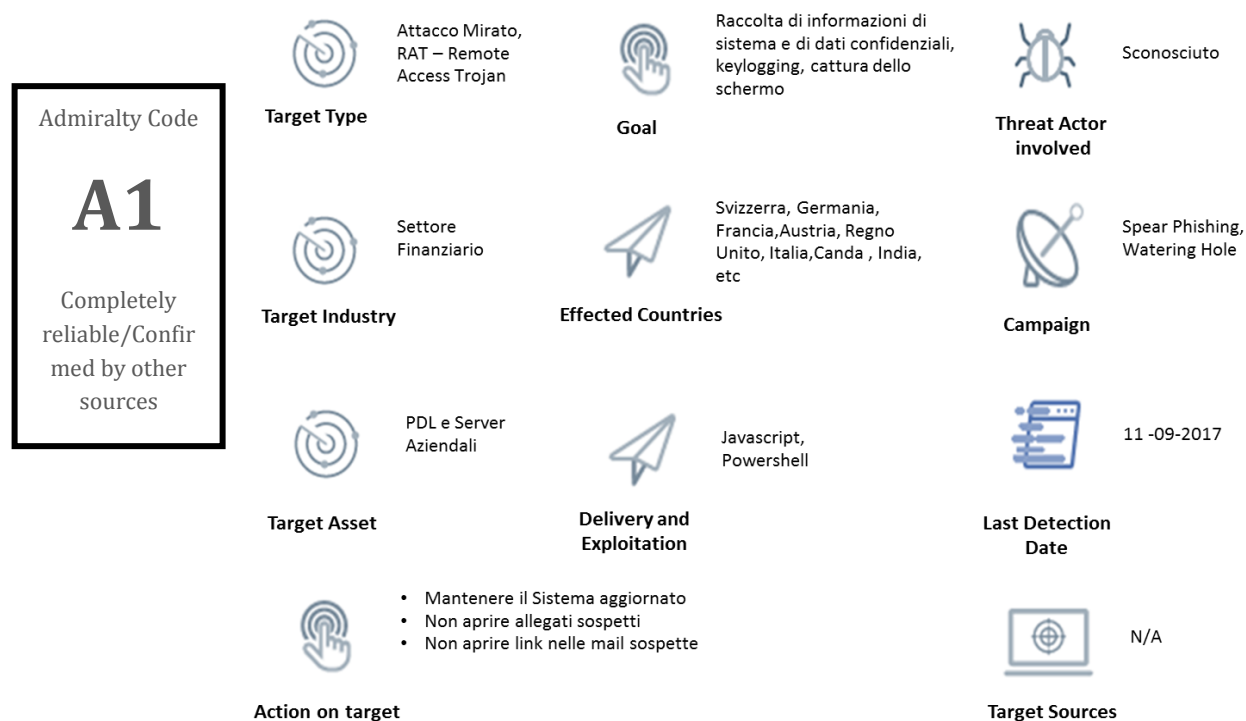 Admiralty Code
A1
Completely
reliable/Confir
med by other
sources
Attacco Mirato,
RAT – Remote
Access Trojan
Target Type
Raccolta di informazioni di
sistema e di dati confidenziali,
keylogging, cattura dello
schermo
Goal
Sconosciuto
Threat Actor
involved
Settore
Finanziario
Target Industry
Svizzerra, Germania,
Francia,Austria, Regno
Unito, Italia,Canda , India,
etc
Effected Countries
Spear Phishing,
Watering Hole
Campaign
PDL e Server
Aziendali
Target Asset
Javascript,
Powershell
Delivery and
Exploitation
11 -09-2017
Last Detection
Date
• Mantenere il Sistema aggiornato
• Non aprire allegati sospetti
• Non aprire link nelle mail sospette
Action on target
N/A
Target Sources